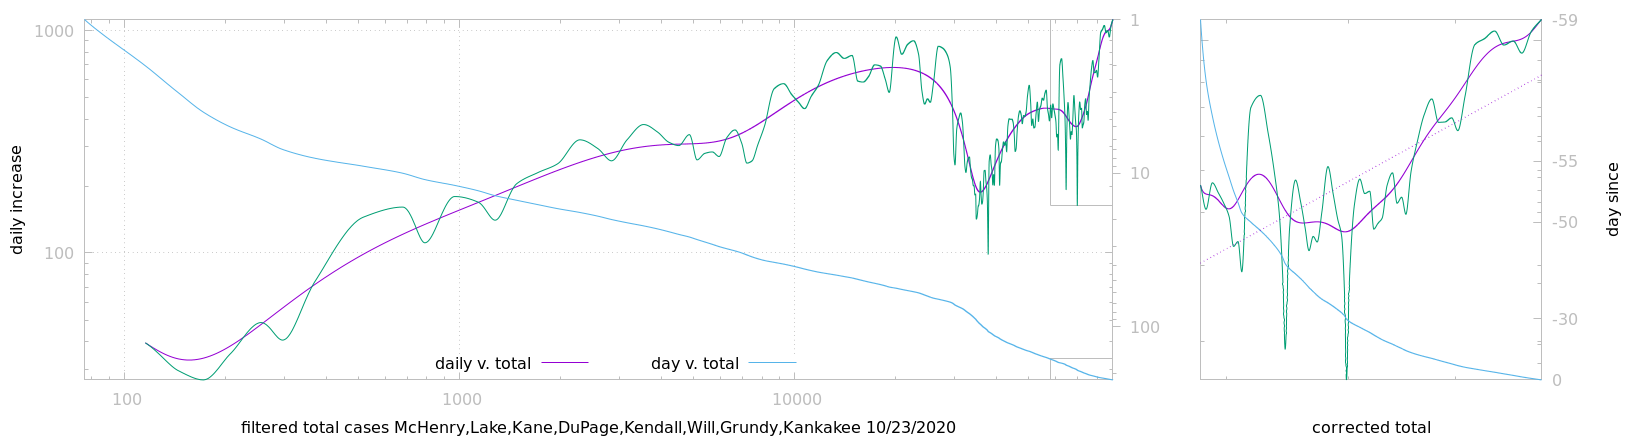 1000
100
daily increase
1
10
100
daily v. total
day v. total
100
1000
10000
filtered total cases McHenry,Lake,Kane,DuPage,Kendall,Will,Grundy,Kankakee 10/23/2020
-59
-55
-50
-30
0
day since
corrected total